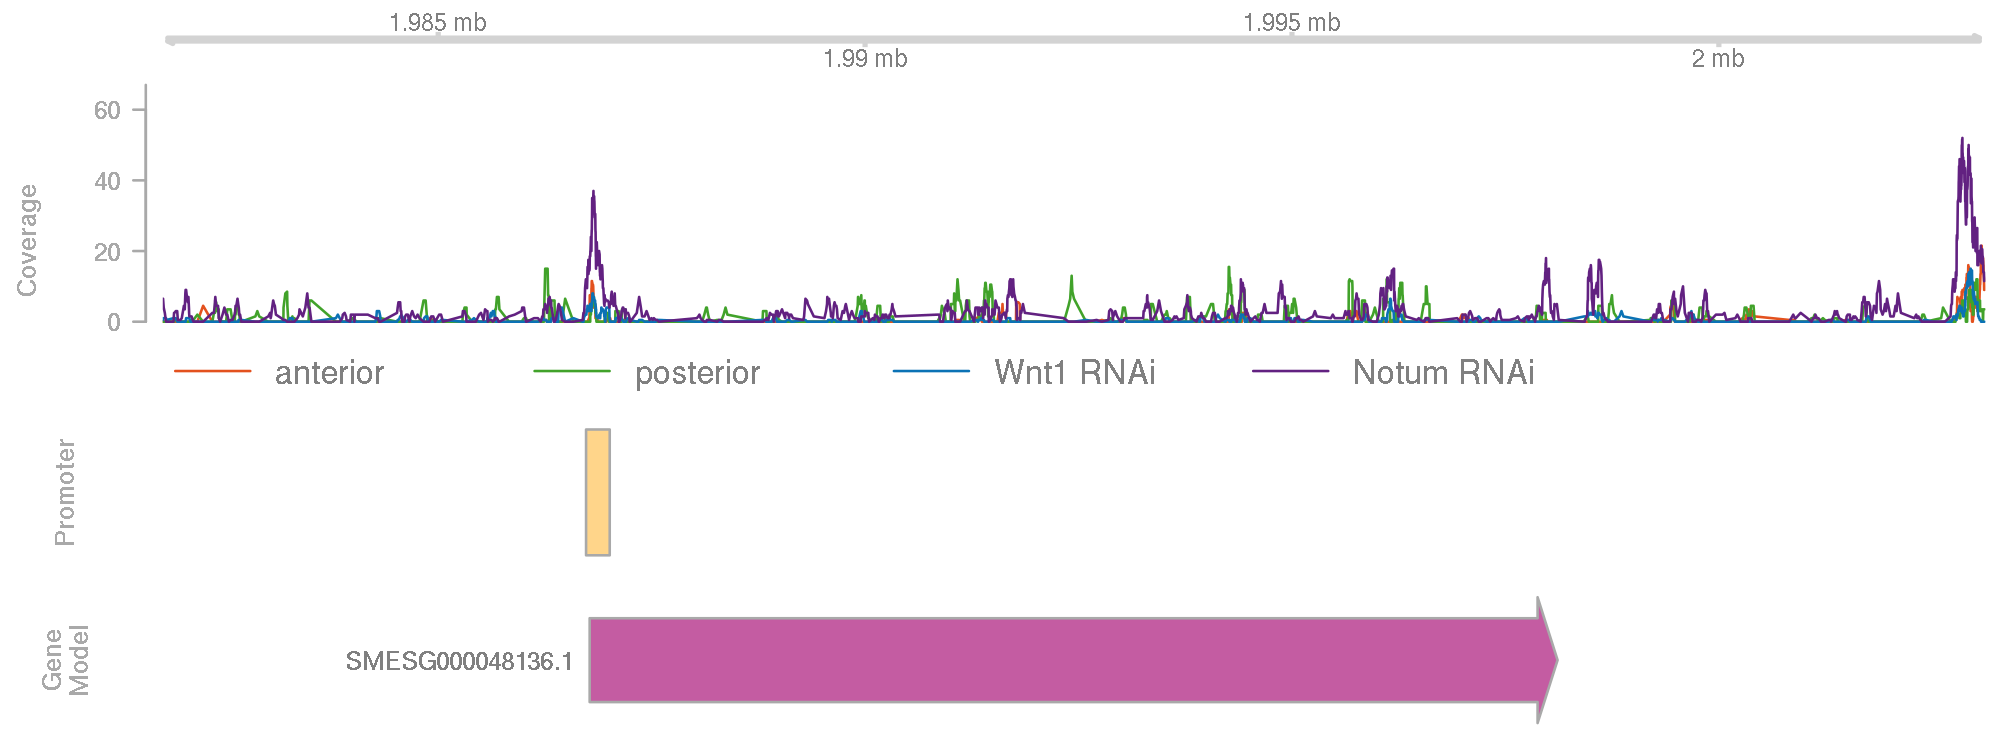 1.985 mb
1.995 mb
1.99 mb
2 mb
Coverage
60
40
20
0
anterior
posterior
Wnt1 RNAi
Notum RNAi
Promoter
Gene
Model
SMESG000048136.1